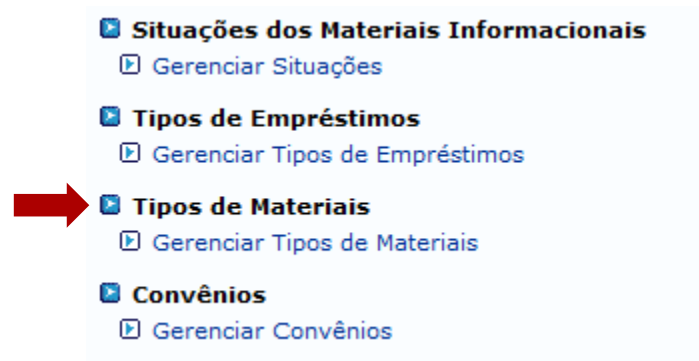 Situações dos Materiais Informacionais
Gerenciar Situações
Tipos de Empréstimos
Gerenciar Tipos de Empréstimos
Tipos de Materiais
Gerenciar Tipos de Materiais
Convênios
Gerenciar Convênios